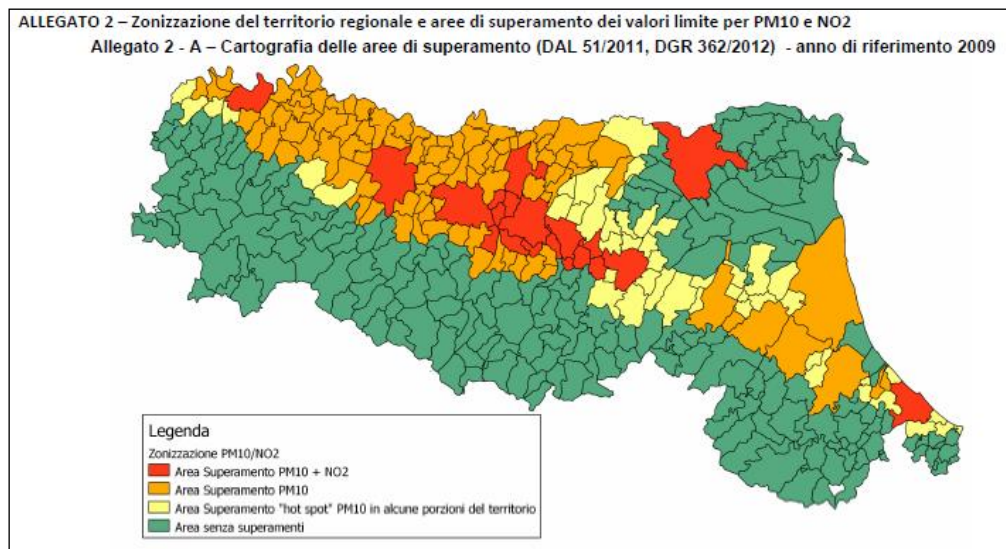 ALLEGATO 2 – Zonizzazione del territorio regionale e aree di superamento dei valori limite per PM10 e NO2
Allegato 2 - A – Cartografia delle aree di superamento (DAL 51/2011, DGR 362/2012) - anno di riferimento 2009
Legenda
Zonizzazione PM10/NO2
Area Superamento PM10 + NO2
Area Superamento PM10
Area Superamento "hot spot" PM10 in alcune porzioni del territorio
Area senza superamenti